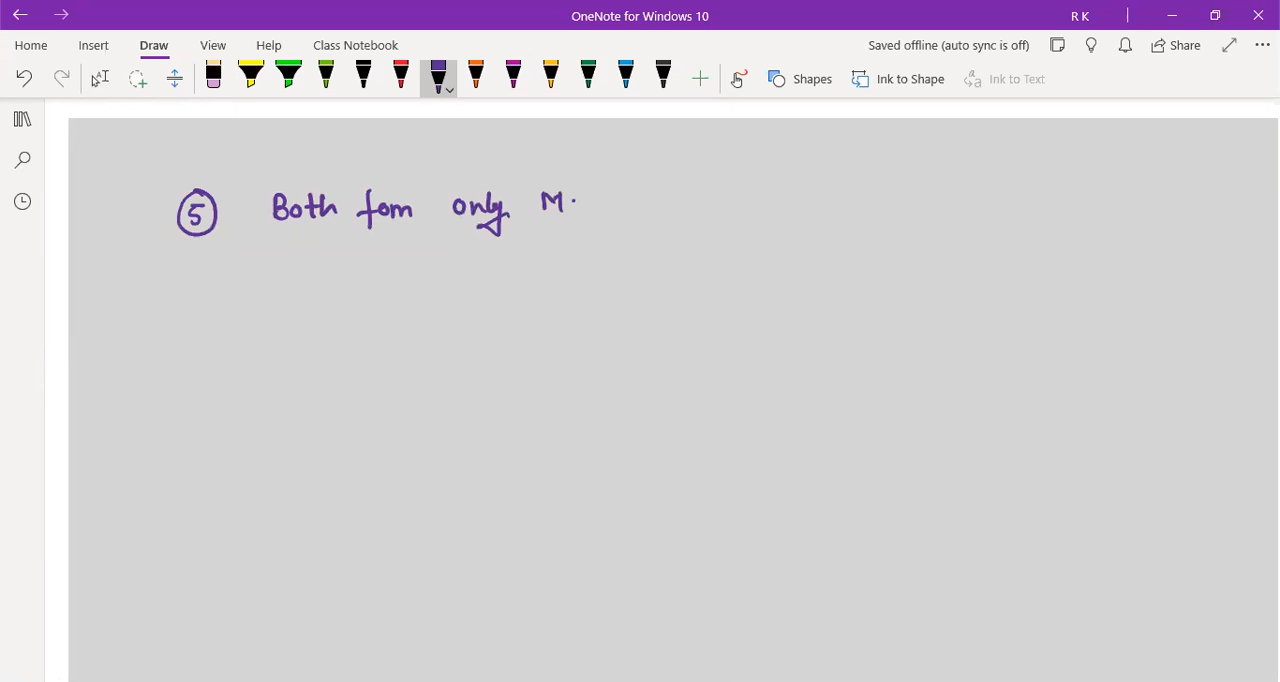 OneNote for Windows 10
R K
Home Insert Draw View Help Class Notebook
Saved offline (auto sync is off)
Share
Shapes
Ink to Shape
Ink to Text
5 Both fom only M.